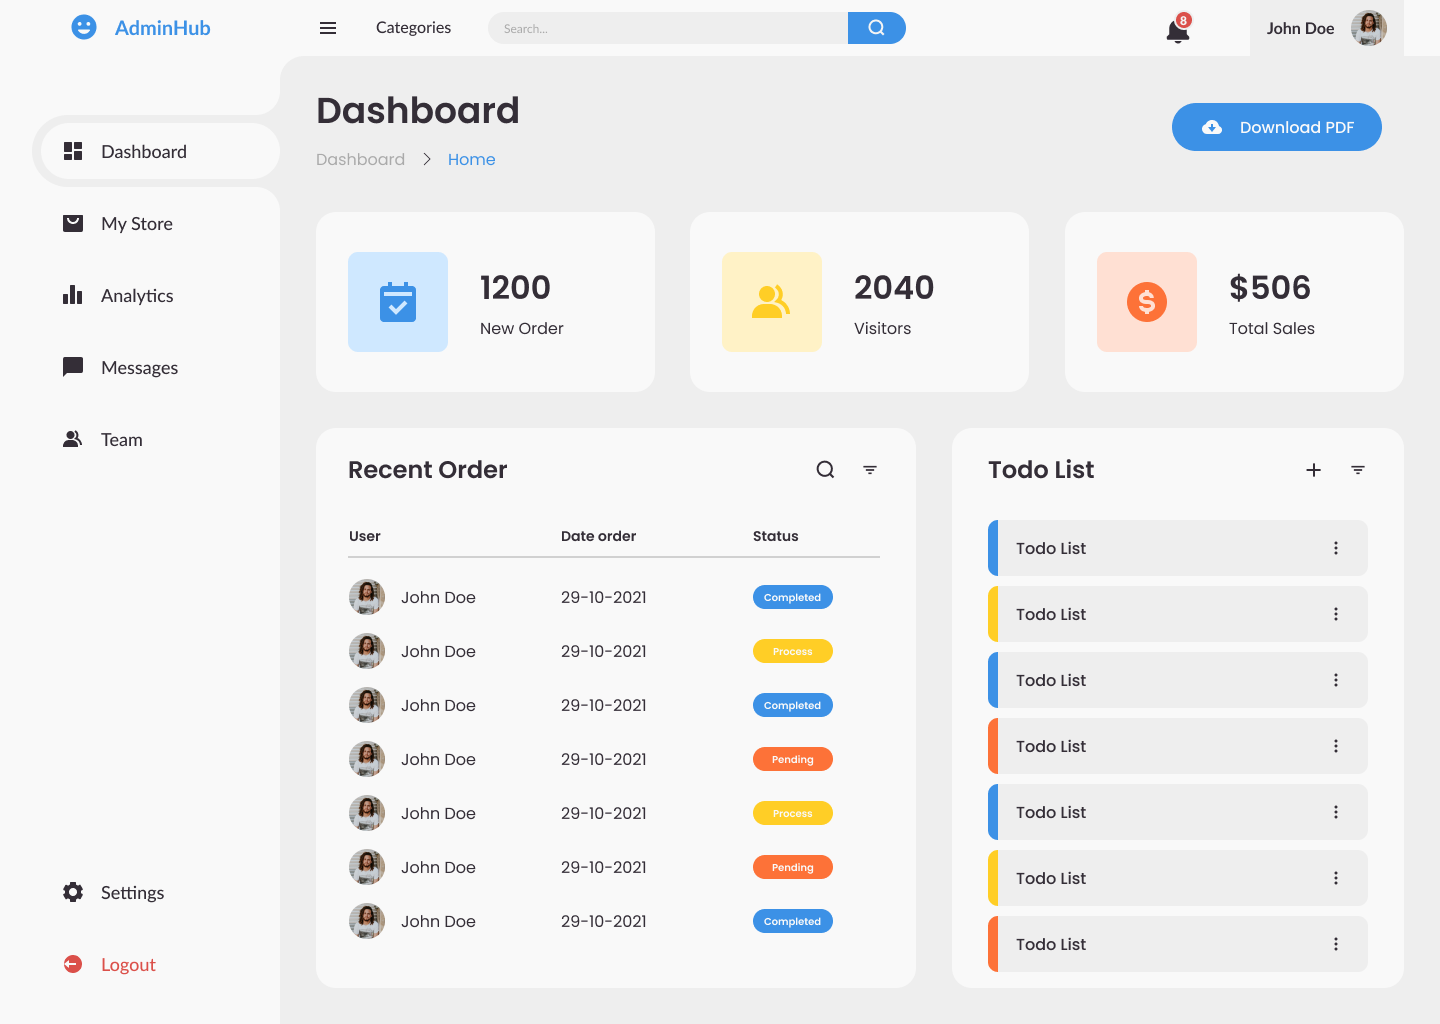 AdminHub
Categories
Search...
8
John Doe
Dashboard
My Store
Analytics
Messages
Team
Settings
Logout
Dashboard
Dashboard > Home
Download PDF
1200
New Order
2040
Visitors
$506
Total Sales
Recent Order
User Date order Status
John Doe 29-10-2021 Completed
John Doe 29-10-2021 Process
John Doe 29-10-2021 Completed
John Doe 29-10-2021 Pending
John Doe 29-10-2021 Process
John Doe 29-10-2021 Pending
John Doe 29-10-2021 Completed
Todo List
Todo List
Todo List
Todo List
Todo List
Todo List
Todo List
Todo List